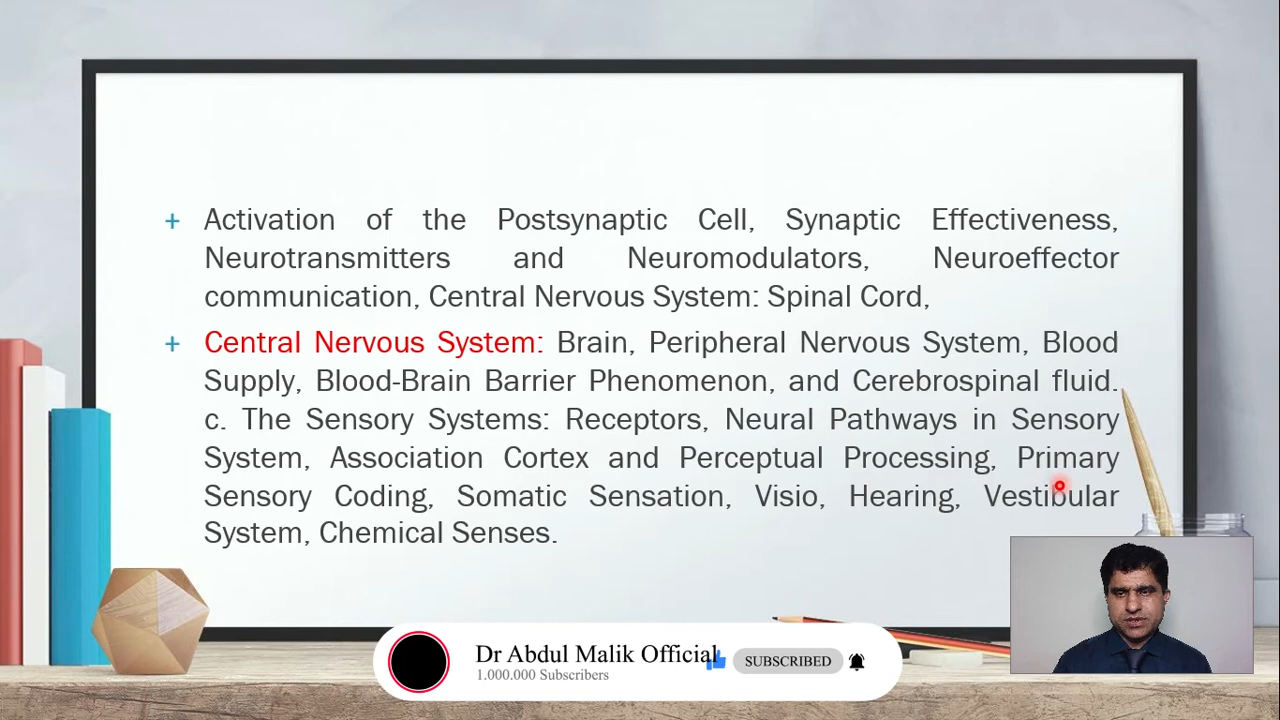 + Activation of the Postsynaptic Cell, Synaptic Effectiveness,
Neurotransmitters and Neuromodulators, Neuroeffector
communication, Central Nervous System: Spinal Cord,
+ Central Nervous System: Brain, Peripheral Nervous System, Blood
Supply, Blood-Brain Barrier Phenomenon, and Cerebrospinal fluid.
c. The Sensory Systems: Receptors, Neural Pathways in Sensory
System, Association Cortex and Perceptual Processing, Primary
Sensory Coding, Somatic Sensation, Visio, Hearing, Vestibular
System, Chemical Senses.
Dr Abdul Malik Official
SUBSCRIBED
1.000.000 Subscribers